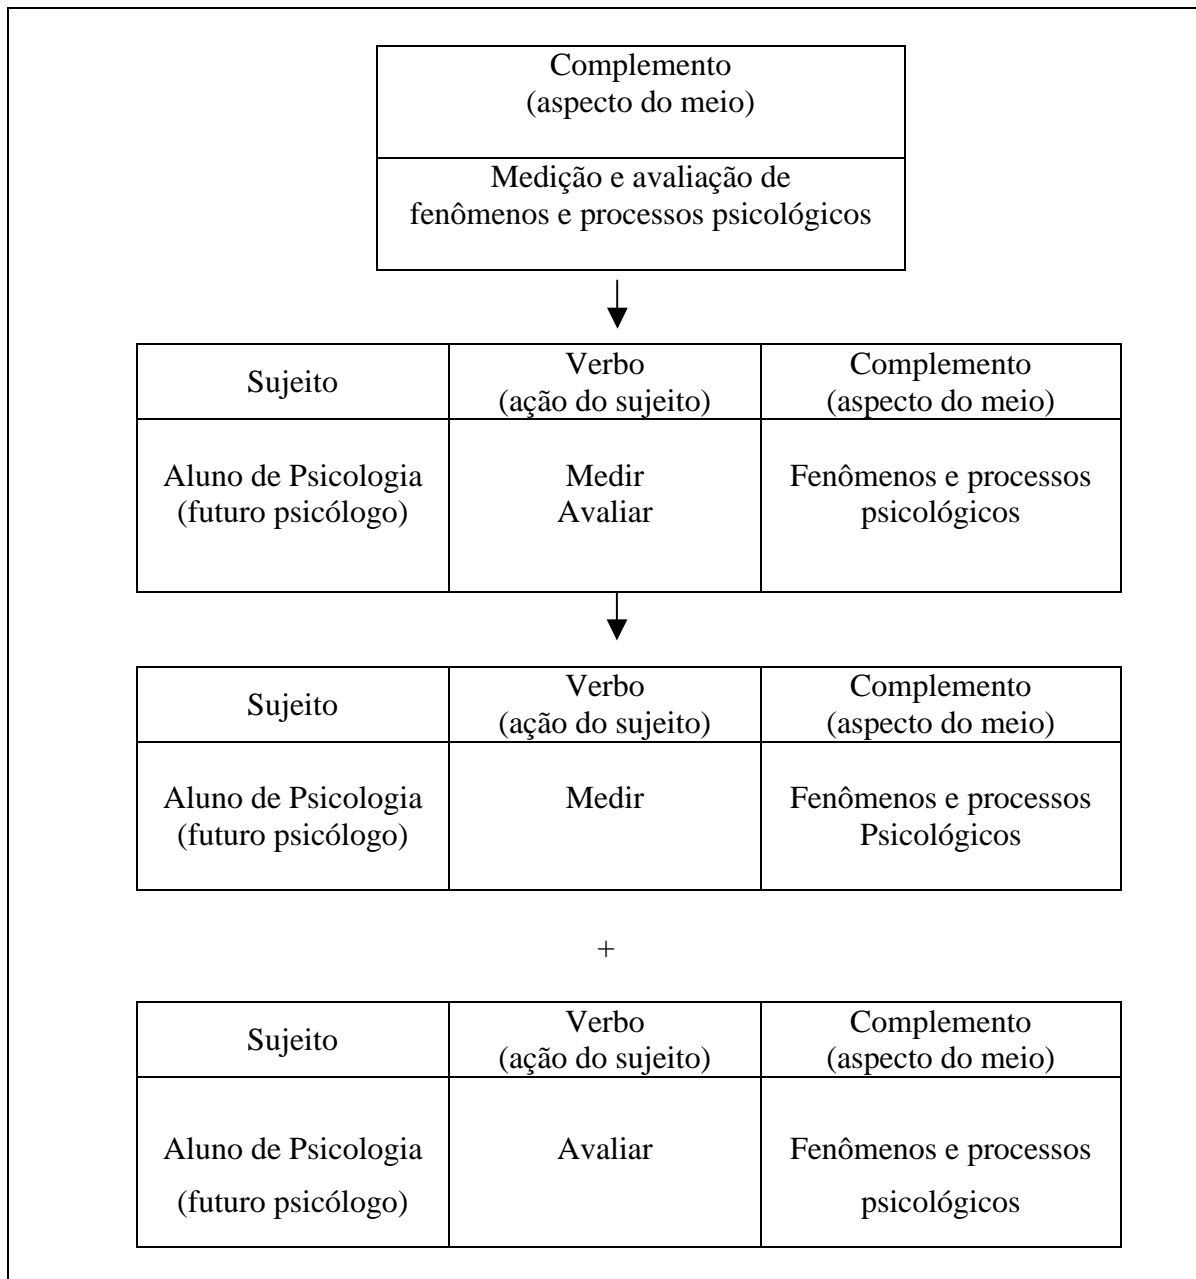 Complemento
(aspecto do meio)
Medição e avaliação de
fenômenos e processos psicológicos
Sujeito
Verbo
(ação do sujeito)
Complemento
(aspecto do meio)
Aluno de Psicologia
(futuro psicólogo)
Medir
Avaliar
Fenômenos e processos
psicológicos
Sujeito
Verbo
(ação do sujeito)
Complemento
(aspecto do meio)
Aluno de Psicologia
(futuro psicólogo)
Medir
Fenômenos e processos
Psicológicos
+
Sujeito
Verbo
(ação do sujeito)
Complemento
(aspecto do meio)
Aluno de Psicologia
(futuro psicólogo)
Avaliar
Fenômenos e processos
psicológicos